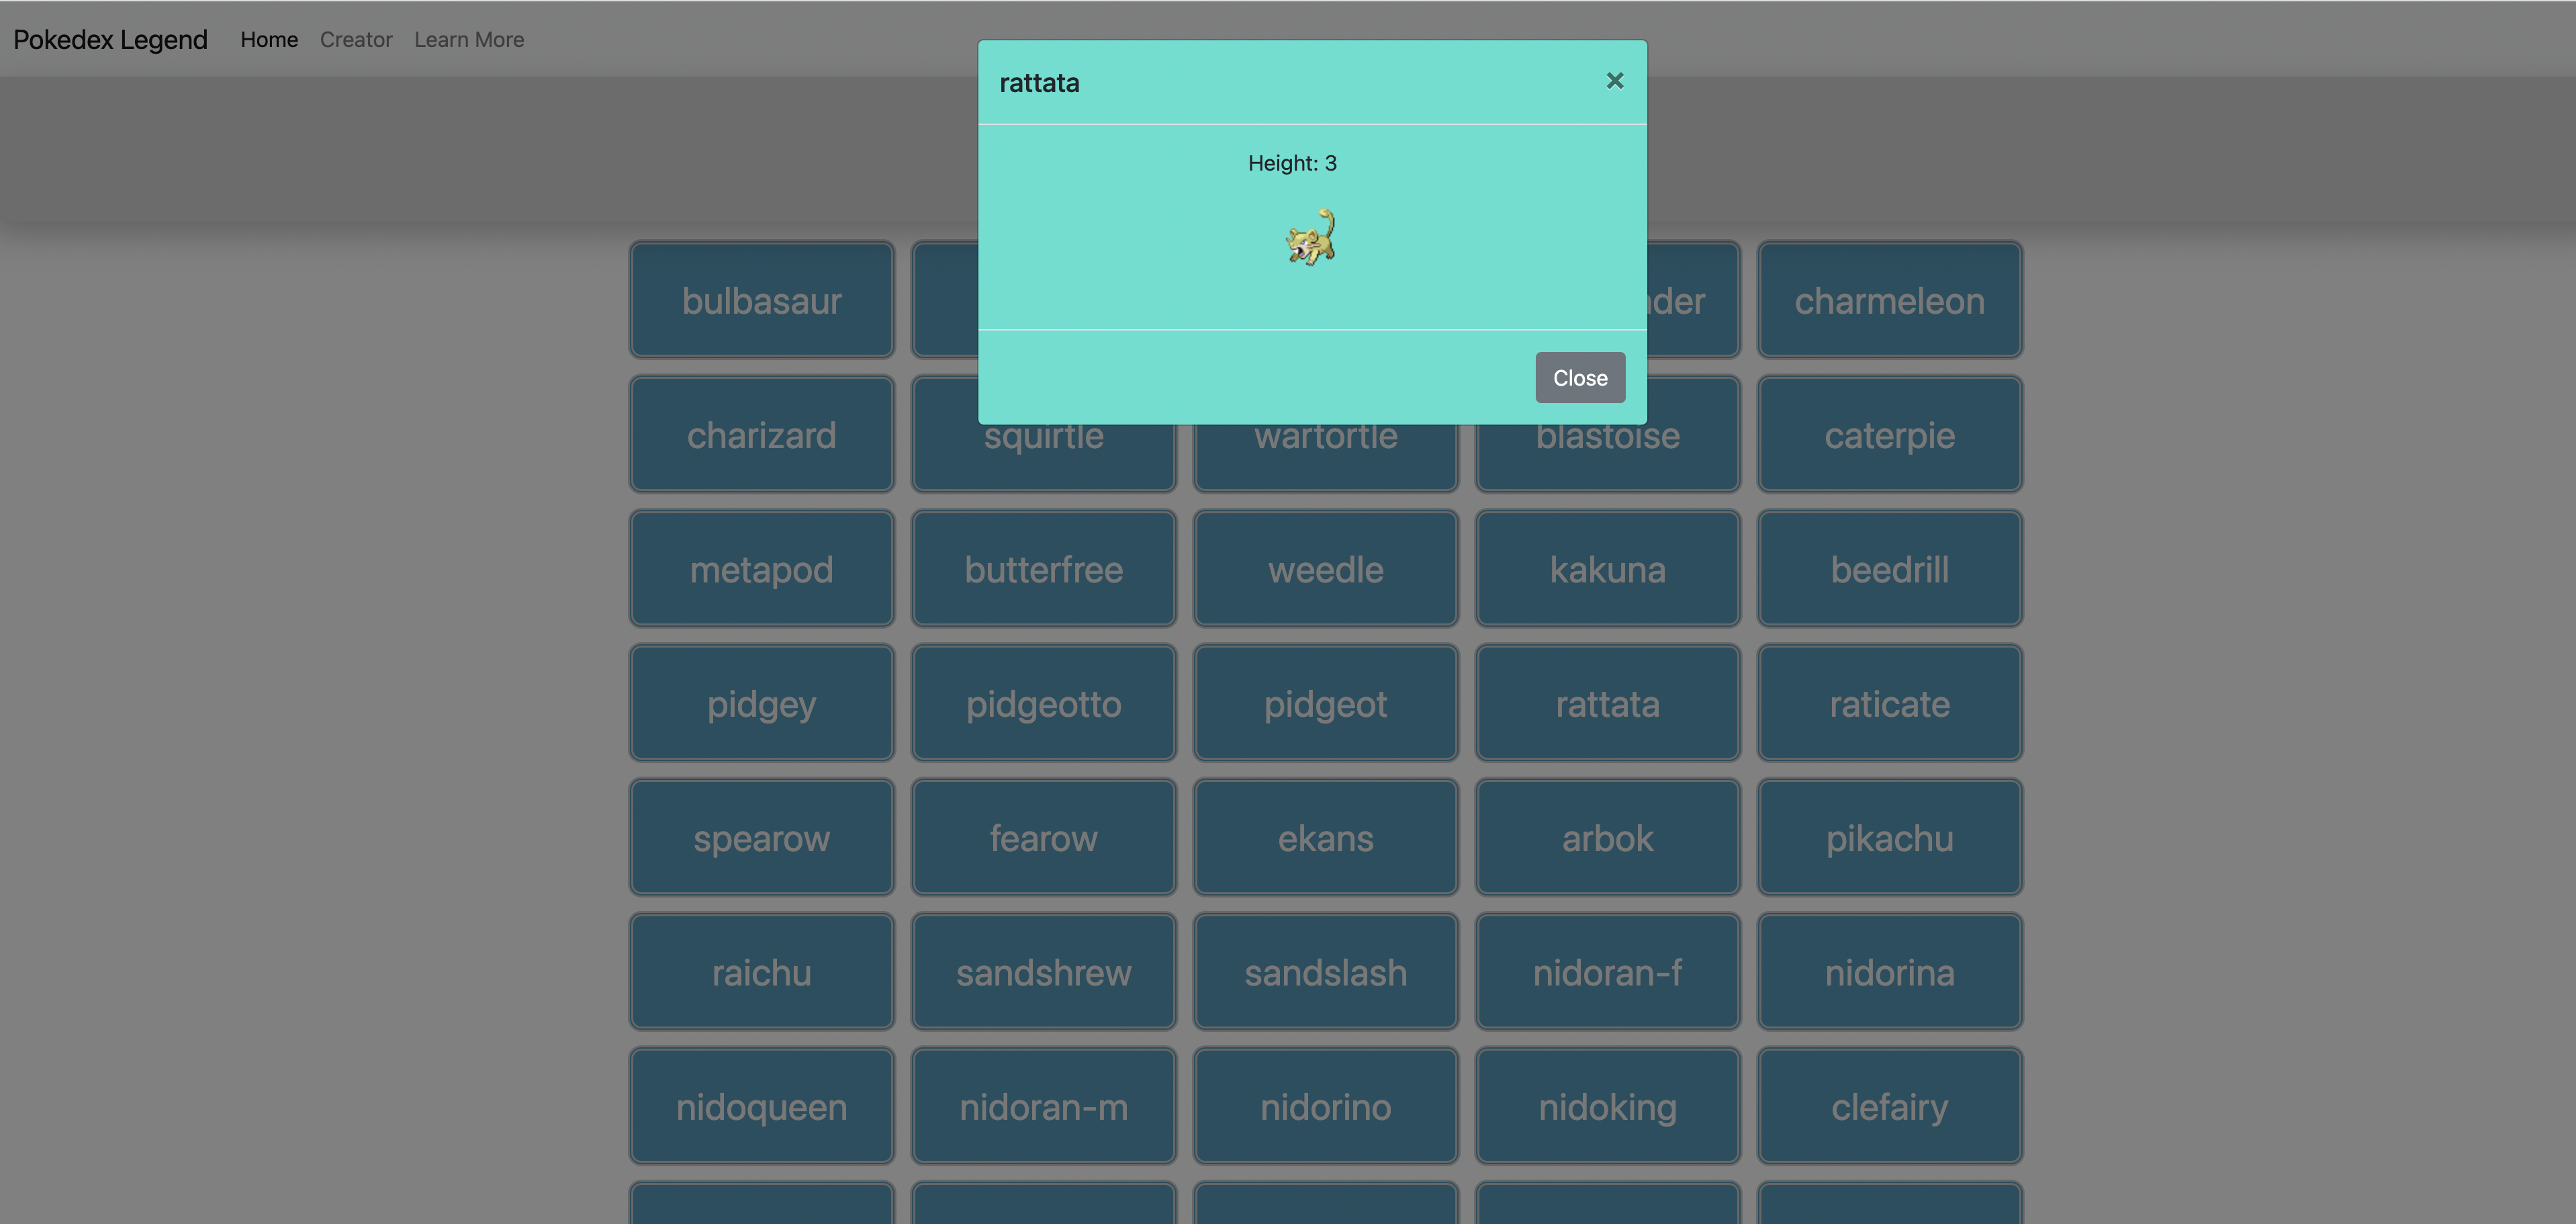 Pokedex Legend Home Creator Learn More
rattata ×
Height: 3
bulbasaur charmeleon
Close
charizard squirtle wartortle blastoise caterpie
metapod butterfree weedle kakuna beedrill
pidgey pidgeotto pidgeot rattata raticate
spearow fearow ekans arbok pikachu
raichu sandshrew sandslash nidoran-f nidorina
nidoqueen nidoran-m nidorino nidoking clefairy